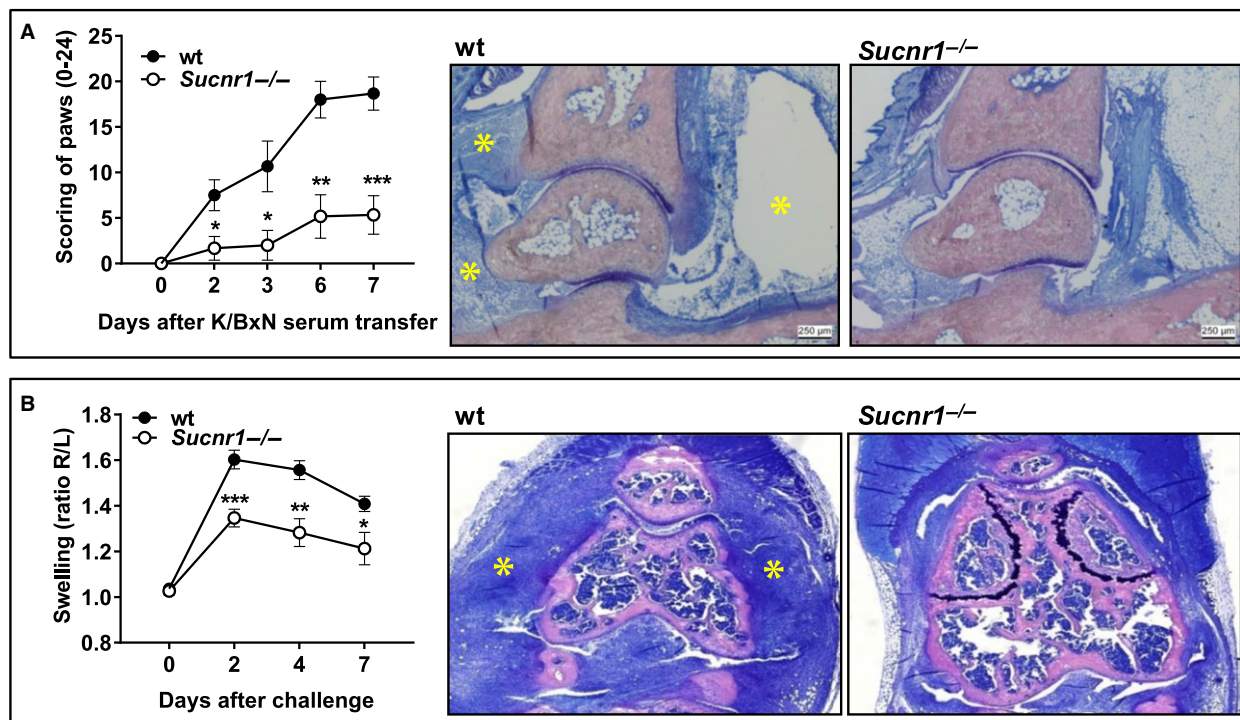 A
25
20
15
10
5
0
Scoring of paws (0-24)
wt
Sucnr1–/–
*
*
**
***
0 2 3 6 7
Days after K/BxN serum transfer
wt
*
*
*
250 µm
Sucnr1–/–
250 µm
B
1.8
1.6
1.4
1.2
1.0
0.8
Swelling (ratio R/L)
wt
Sucnr1–/–
***
**
*
0 2 4 7
Days after challenge
wt
*
*
Sucnr1–/–